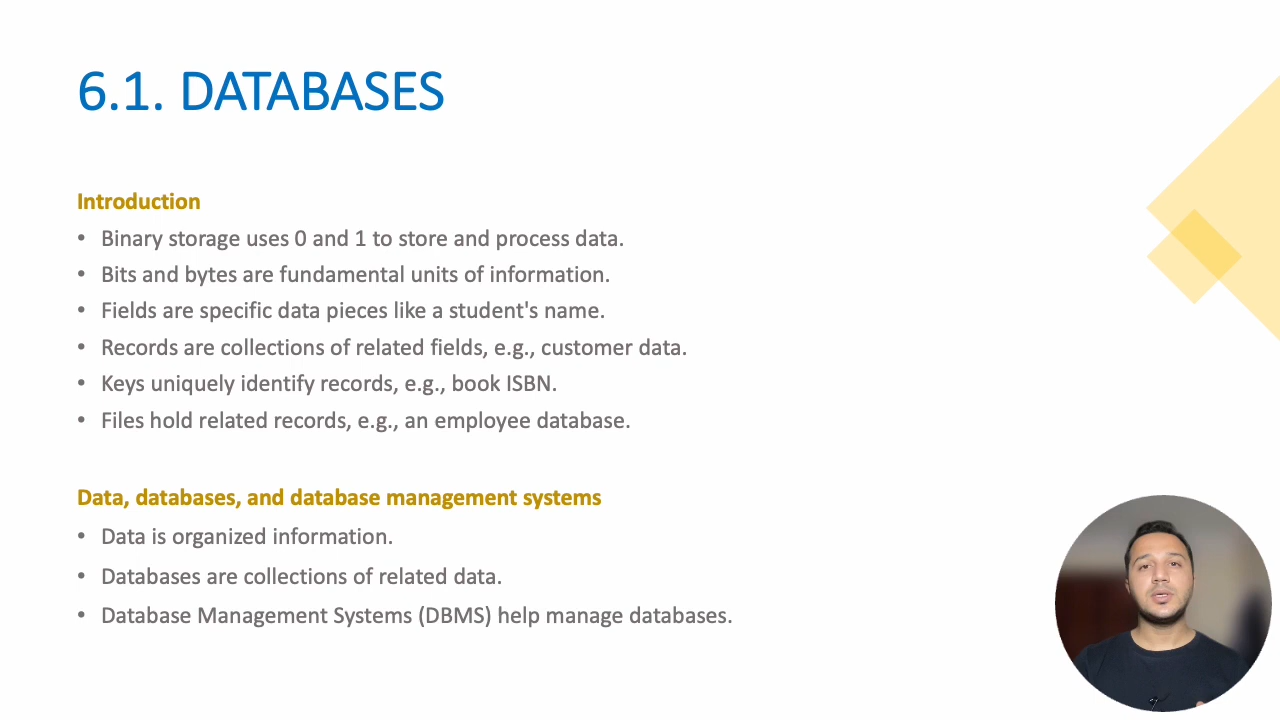 6.1. DATABASES
Introduction
• Binary storage uses 0 and 1 to store and process data.
• Bits and bytes are fundamental units of information.
• Fields are specific data pieces like a student's name.
• Records are collections of related fields, e.g., customer data.
• Keys uniquely identify records, e.g., book ISBN.
• Files hold related records, e.g., an employee database.
Data, databases, and database management systems
• Data is organized information.
• Databases are collections of related data.
• Database Management Systems (DBMS) help manage databases.